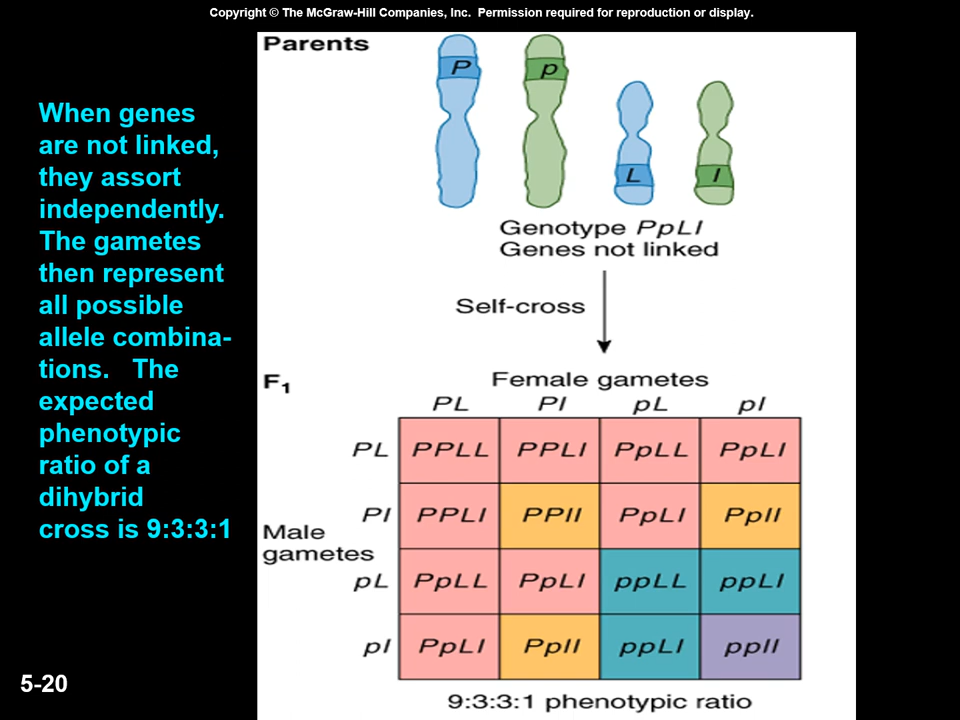 Copyright © The McGraw-Hill Companies, Inc. Permission required for reproduction or display.
When genes
are not linked,
they assort
independently.
The gametes
then represent
all possible
allele combina-
tions. The
expected
phenotypic
ratio of a
dihybrid
cross is 9:3:3:1
5-20
Parents
P p L l
Genotype PpLl
Genes not linked
Self-cross
F1
Female gametes
PL Pl pL pl
PL PPLL PPLl PpLL PpLl
Pl PPLl PPll PpLl Ppll
Male
gametes
pL PpLL PpLl ppLL ppLl
pl PpLl Ppll ppLl ppll
9:3:3:1 phenotypic ratio